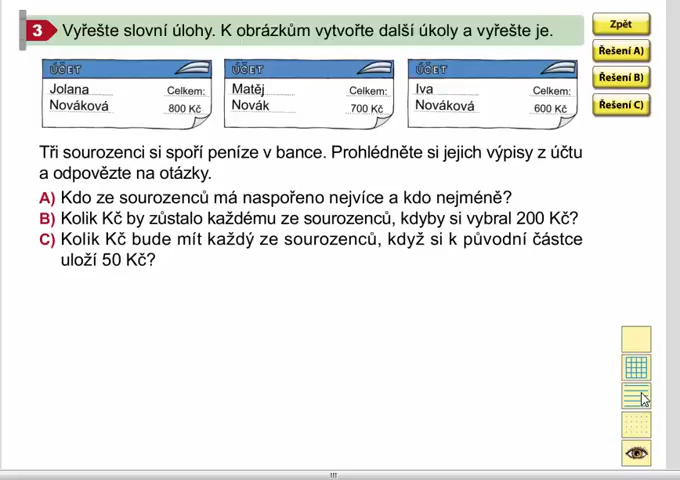 3 Vyřešte slovní úlohy. K obrázkům vytvořte další úkoly a vyřešte je.
Zpět
Řešení A)
Řešení B)
Řešení C)
ÚČET
Jolana Celkem:
Nováková 800 Kč
ÚČET
Matěj Celkem:
Novák 700 Kč
ÚČET
Iva Celkem:
Nováková 600 Kč
Tři sourozenci si spoří peníze v bance. Prohlédněte si jejich výpisy z účtu
a odpovězte na otázky.
A) Kdo ze sourozenců má naspořeno nejvíce a kdo nejméně?
B) Kolik Kč by zůstalo každému ze sourozenců, kdyby si vybral 200 Kč?
C) Kolik Kč bude mít každý ze sourozenců, když si k původní částce
uloží 50 Kč?